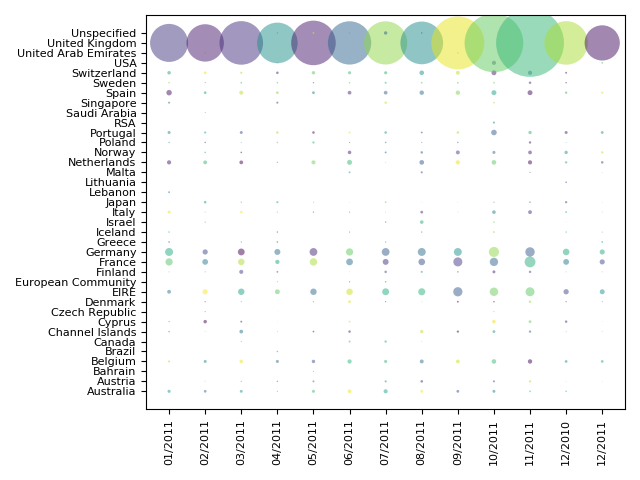 Unspecified
United Kingdom
United Arab Emirates
USA
Switzerland
Sweden
Spain
Singapore
Saudi Arabia
RSA
Portugal
Poland
Norway
Netherlands
Malta
Lithuania
Lebanon
Japan
Italy
Israel
Iceland
Greece
Germany
France
Finland
European Community
EIRE
Denmark
Czech Republic
Cyprus
Channel Islands
Canada
Brazil
Belgium
Bahrain
Austria
Australia
01/2011
02/2011
03/2011
04/2011
05/2011
06/2011
07/2011
08/2011
09/2011
10/2011
11/2011
12/2010
12/2011